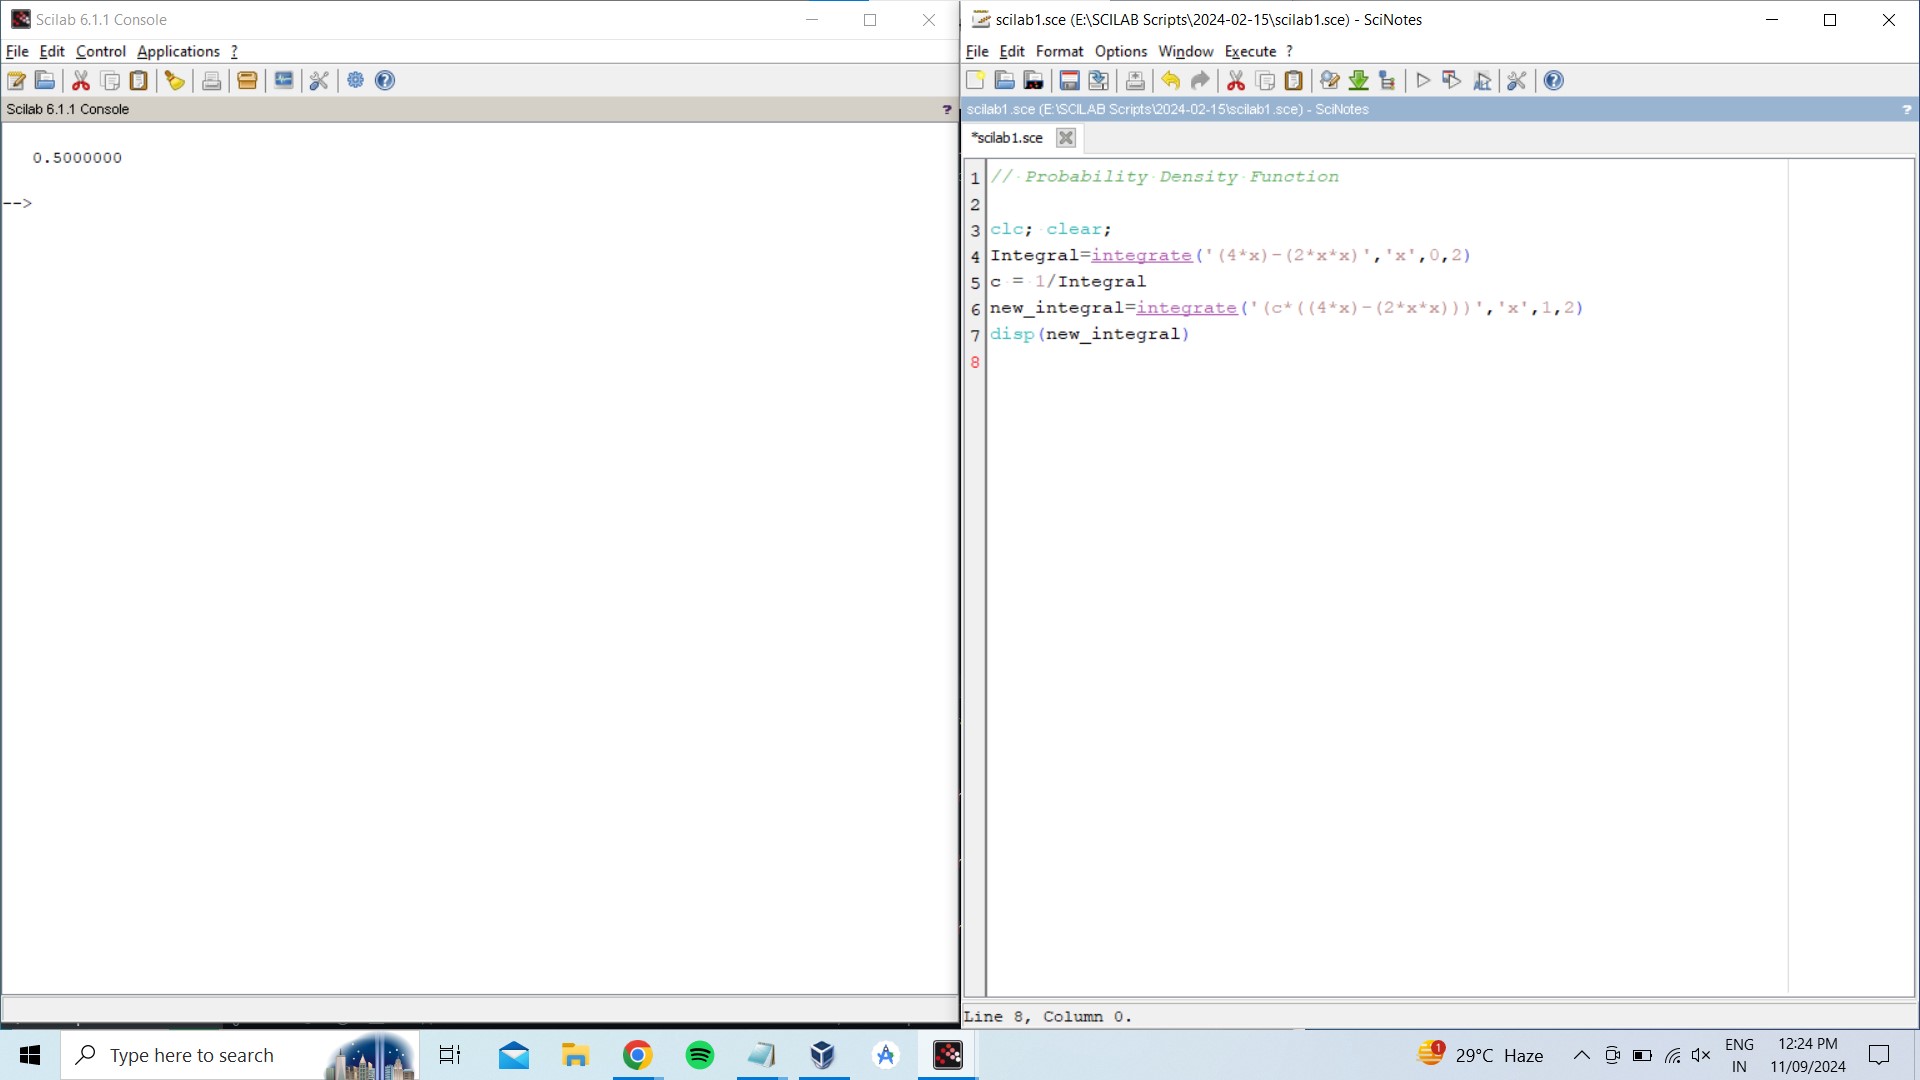 Scilab 6.1.1 Console
File Edit Control Applications ?
Scilab 6.1.1 Console ?
0.5000000
-->
scilab1.sce (E:\SCILAB Scripts\2024-02-15\scilab1.sce) - SciNotes
File Edit Format Options Window Execute ?
scilab1.sce (E:\SCILAB Scripts\2024-02-15\scilab1.sce) - SciNotes ?
*scilab1.sce
1 // Probability Density Function
2
3 clc; clear;
4 Integral=integrate('(4*x)-(2*x*x)','x',0,2)
5 c = 1/Integral
6 new_integral=integrate('(c*((4*x)-(2*x*x)))','x',1,2)
7 disp(new_integral)
8
Line 8, Column 0.
Type here to search
1
29°C Haze
ENG
IN
12:24 PM
11/09/2024